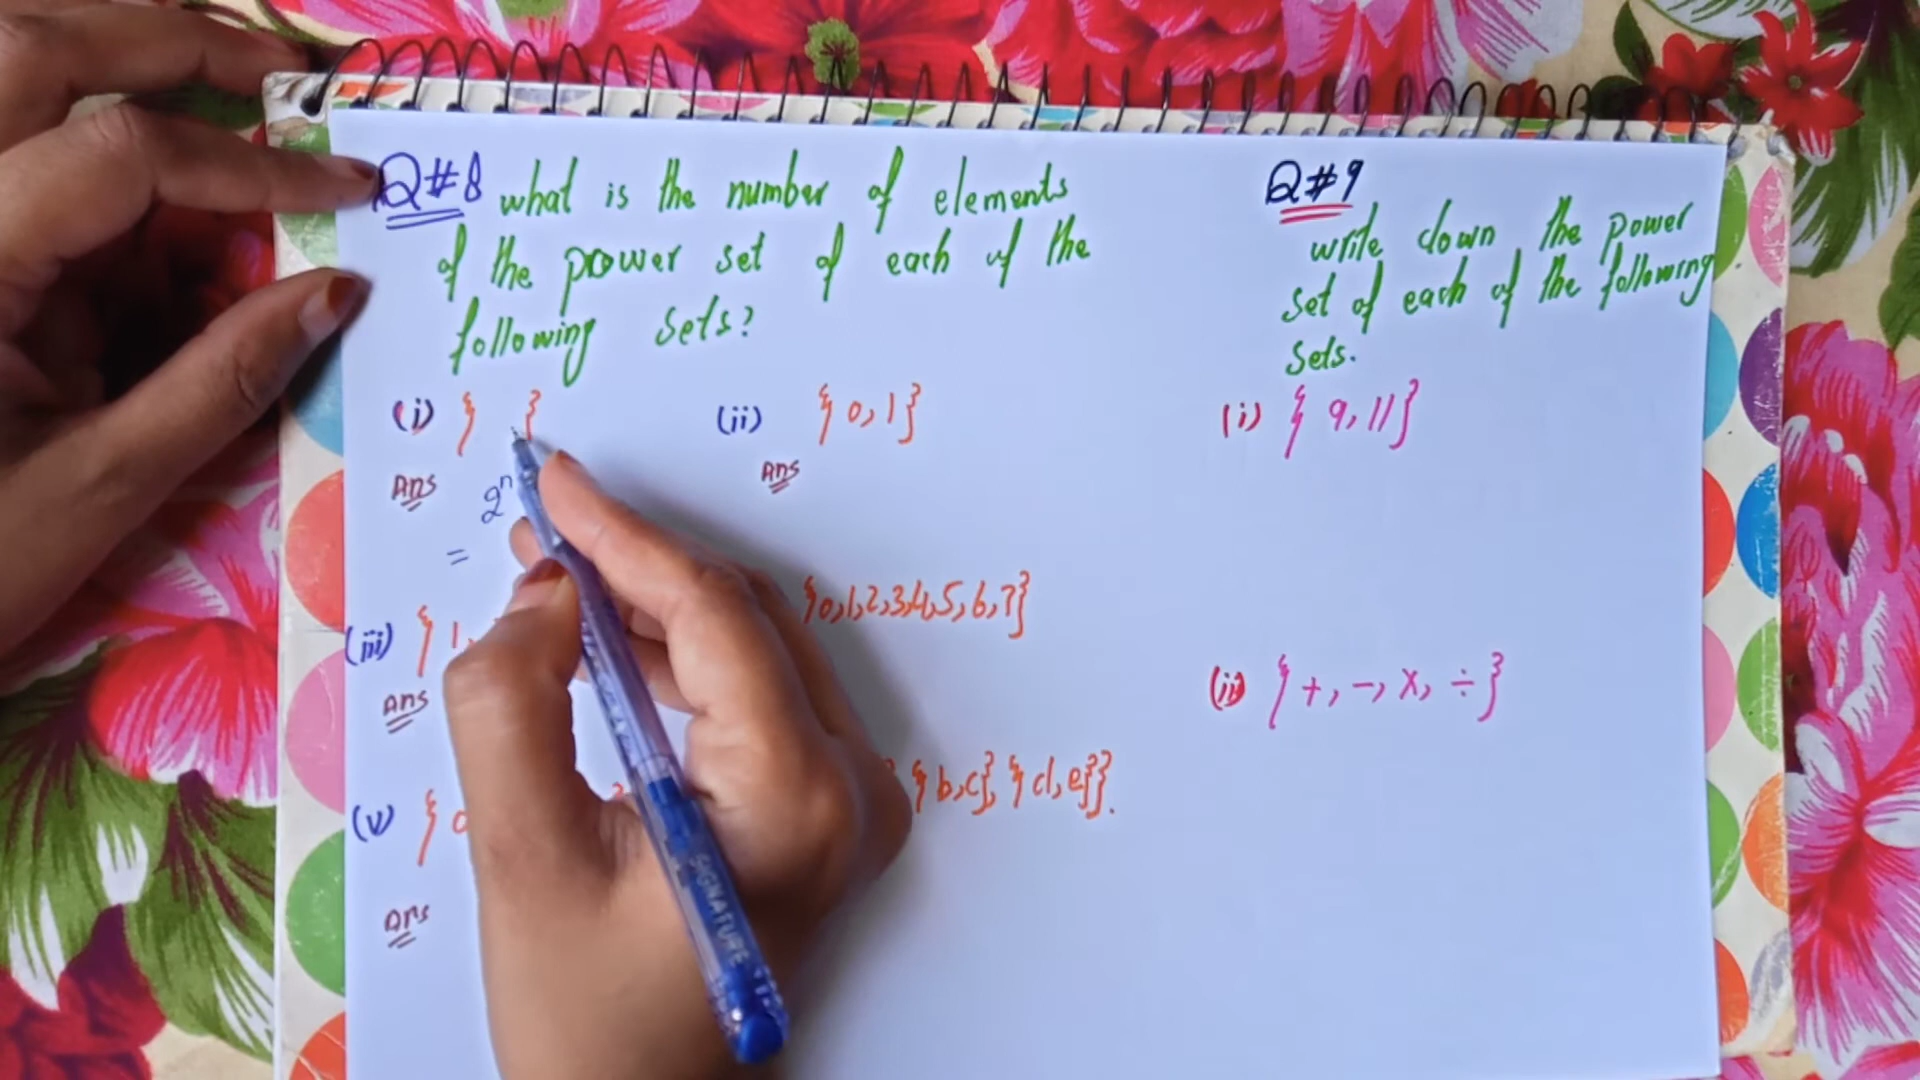 Q#8 what is the number of elements
of the power set of each of the
following sets?
(i) { }
Ans
2ⁿ
=
(ii) {0,1}
Ans
(iii) {1,
Ans
{0,1,2,3,4,5,6,7}
(v) {
Ans
{b,c}, {d,e}}.
Q#9
write down the power
set of each of the following
sets.
(i) {9,11}
(ii) {+, -, x, ÷}
SIGNATURE